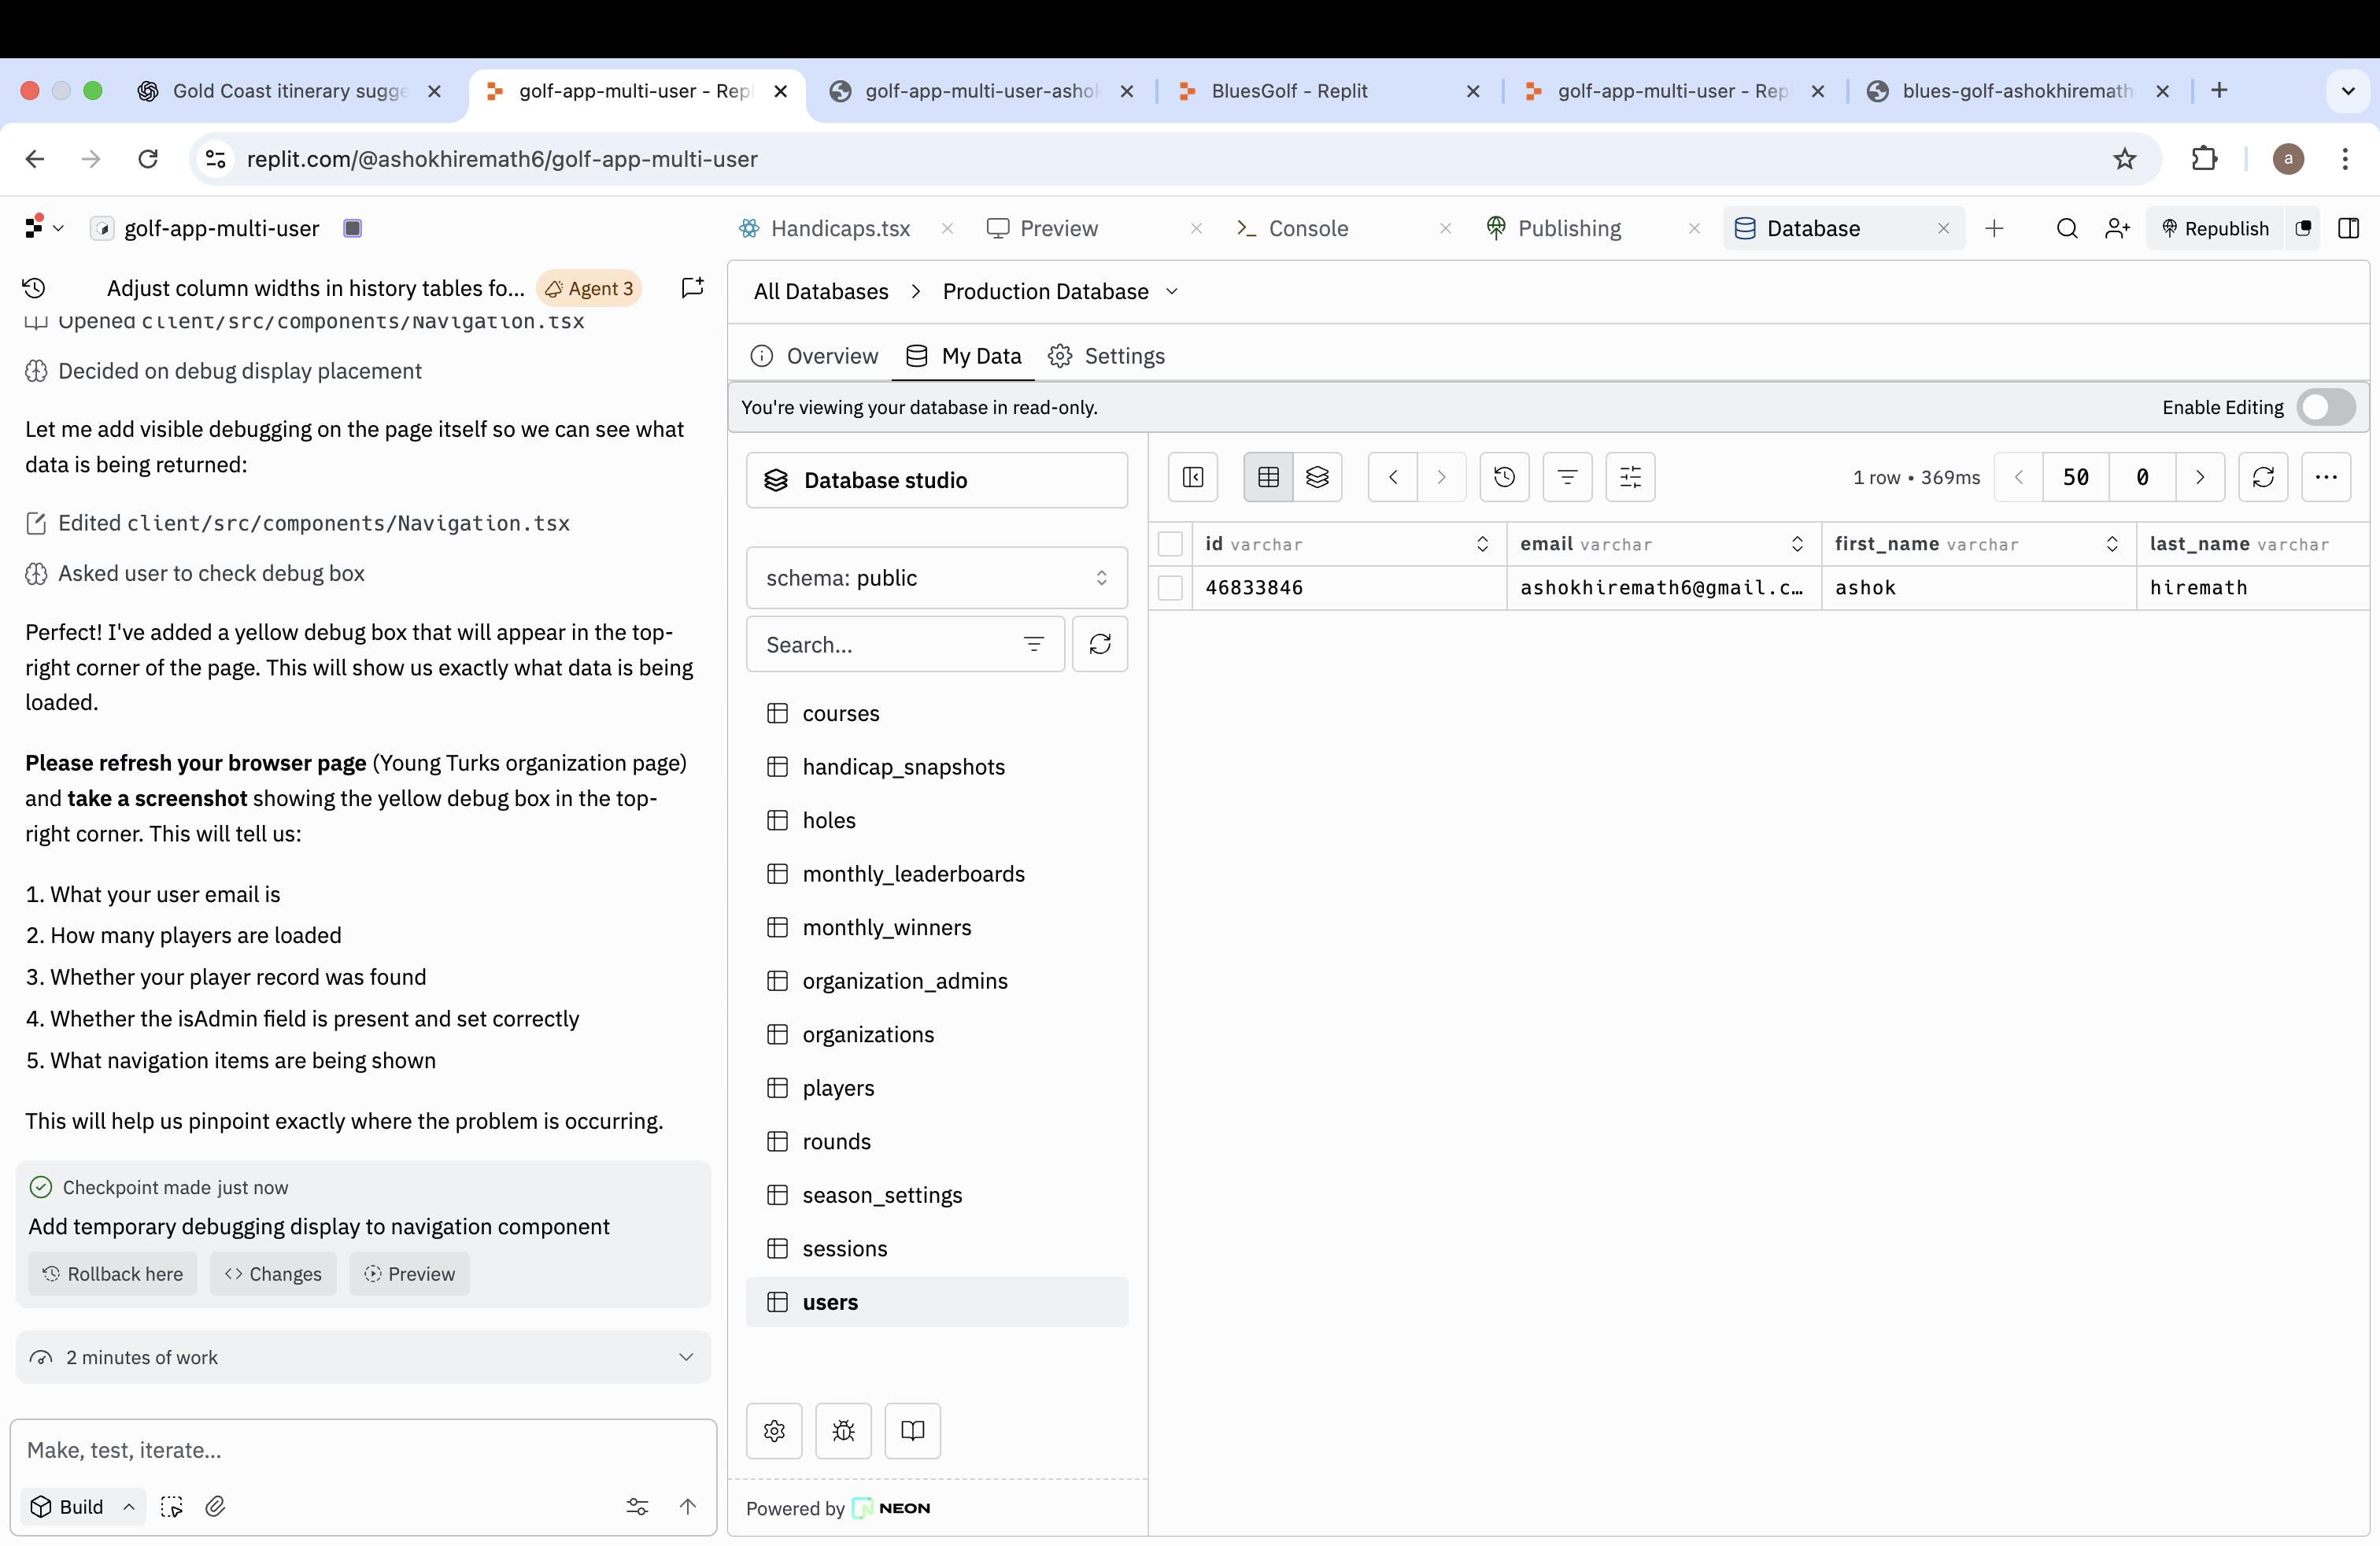 Gold Coast itinerary sugge
golf-app-multi-user - Repl
golf-app-multi-user-ashok
BluesGolf - Replit
golf-app-multi-user - Rep
blues-golf-ashokhiremath
replit.com/@ashokhiremath6/golf-app-multi-user
a
golf-app-multi-user
Handicaps.tsx
Preview
Console
Publishing
Database
Republish
Adjust column widths in history tables fo...
Agent 3
Opened client/src/components/Navigation.tsx
Decided on debug display placement
Let me add visible debugging on the page itself so we can see what
data is being returned:
Edited client/src/components/Navigation.tsx
Asked user to check debug box
Perfect! I've added a yellow debug box that will appear in the top-
right corner of the page. This will show us exactly what data is being
loaded.
Please refresh your browser page (Young Turks organization page)
and take a screenshot showing the yellow debug box in the top-
right corner. This will tell us:
1. What your user email is
2. How many players are loaded
3. Whether your player record was found
4. Whether the isAdmin field is present and set correctly
5. What navigation items are being shown
This will help us pinpoint exactly where the problem is occurring.
Checkpoint made just now
Add temporary debugging display to navigation component
Rollback here
Changes
Preview
2 minutes of work
Make, test, iterate...
Build
All Databases > Production Database
Overview
My Data
Settings
You're viewing your database in read-only.
Enable Editing
Database studio
schema: public
Search...
courses
handicap_snapshots
holes
monthly_leaderboards
monthly_winners
organization_admins
organizations
players
rounds
season_settings
sessions
users
Powered by NEON
1 row • 369ms
50
0
id varchar
email varchar
first_name varchar
last_name varchar
46833846
ashokhiremath6@gmail.c…
ashok
hiremath